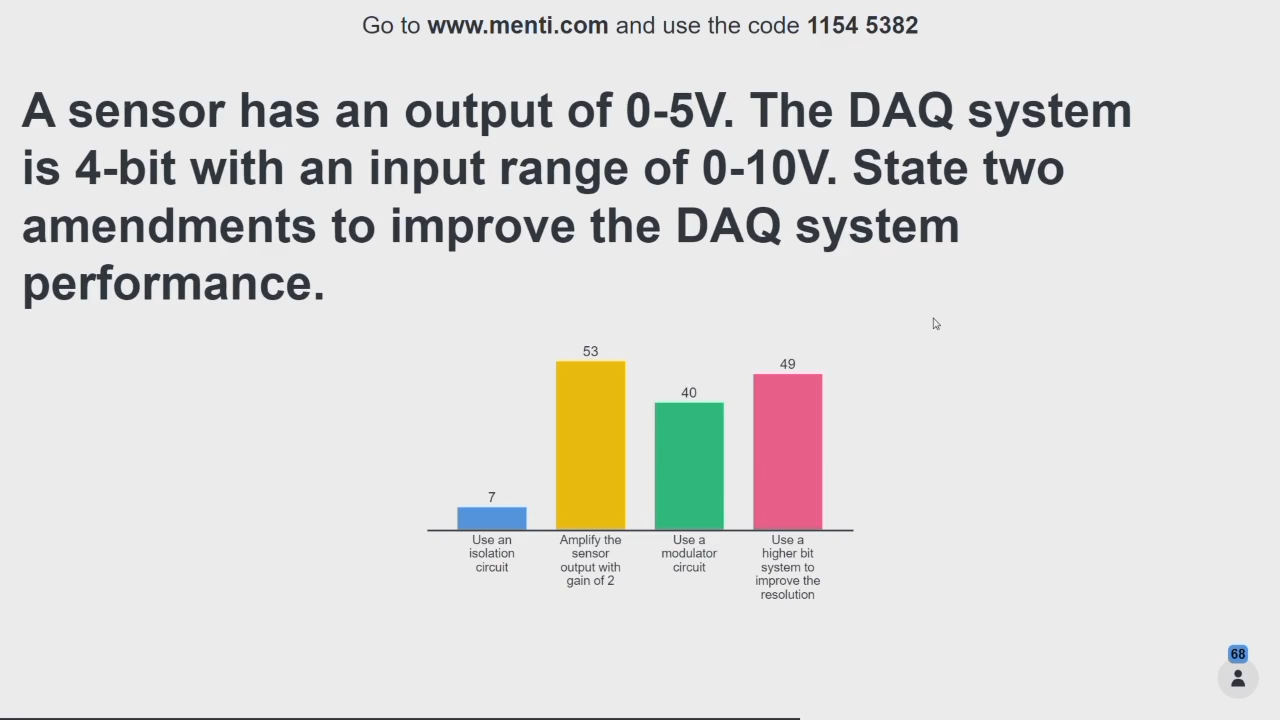 Go to www.menti.com and use the code 1154 5382
A sensor has an output of 0-5V. The DAQ system
is 4-bit with an input range of 0-10V. State two
amendments to improve the DAQ system
performance.
53
49
40
7
Use an
isolation
circuit
Amplify the
sensor
output with
gain of 2
Use a
modulator
circuit
Use a
higher bit
system to
improve the
resolution
68